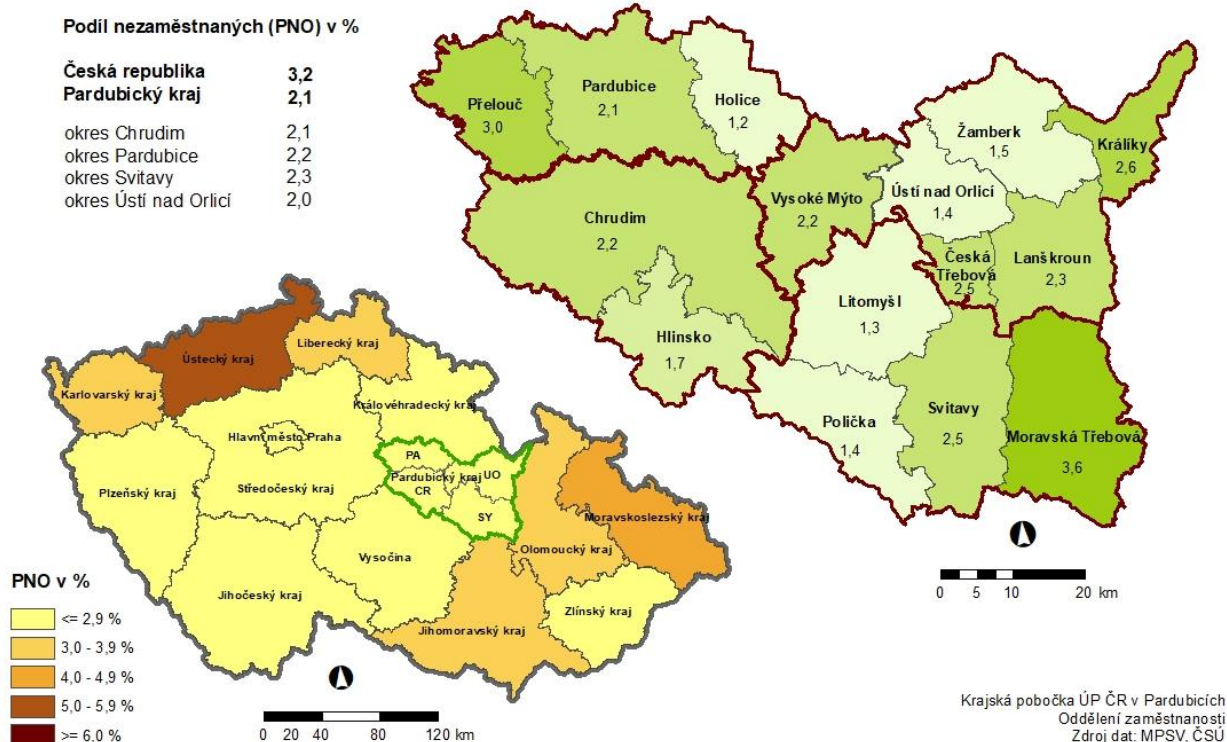 Podíl nezaměstnaných (PNO) v %
Česká republika 3,2
Pardubický kraj 2,1
okres Chrudim 2,1
okres Pardubice 2,2
okres Svitavy 2,3
okres Ústí nad Orlicí 2,0
Přelouč
3,0
Pardubice
2,1
Holice
1,2
Žamberk
1,5
Králíky
2,6
Vysoké Mýto
2,2
Ústí nad Orlicí
1,4
Chrudim
2,2
Česká
Třebová
2,5
Lanškroun
2,3
Litomyšl
1,3
Hlinsko
1,7
Polička
1,4
Svitavy
2,5
Moravská Třebová
3,6
0 5 10 20 km
Ústecký kraj
Liberecký kraj
Karlovarský kraj
Královéhradecký kraj
Hlavní město Praha
PA
Pardubický kraj
UO
CR
SY
Plzeňský kraj
Středočeský kraj
Moravskoslezský kraj
Olomoucký kraj
Vysočina
Jihočeský kraj
Zlínský kraj
Jihomoravský kraj
PNO v %
<= 2,9 %
3,0 - 3,9 %
4,0 - 4,9 %
5,0 - 5,9 %
>= 6,0 %
0 20 40 80 120 km
Krajská pobočka ÚP ČR v Pardubicích
Oddělení zaměstnanosti
Zdroj dat: MPSV, ČSÚ